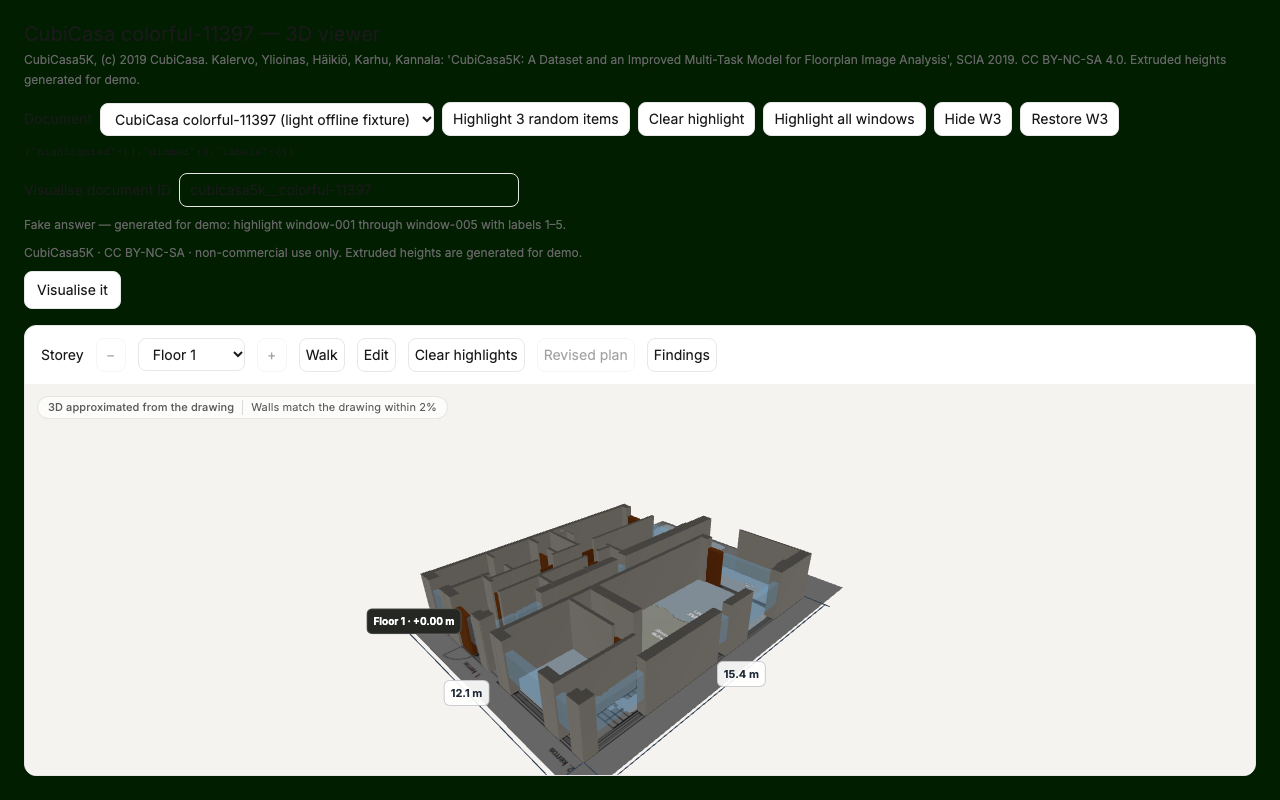 CubiCasa colorful-11397 — 3D viewer
CubiCasa5K, (c) 2019 CubiCasa. Kalervo, Ylioinas, Häikiö, Karhu, Kannala: 'CubiCasa5K: A Dataset and an Improved Multi-Task Model for Floorplan Image Analysis', SCIA 2019. CC BY-NC-SA 4.0. Extruded heights
generated for demo.
Document CubiCasa colorful-11397 (light offline fixture) Highlight 3 random items Clear highlight Highlight all windows Hide W3 Restore W3
Visualise document ID cubicasa5k__colorful-11397
Fake answer — generated for demo: highlight window-001 through window-005 with labels 1–5.
CubiCasa5K · CC BY-NC-SA · non-commercial use only. Extruded heights are generated for demo.
Visualise it
Storey − Floor 1 + Walk Edit Clear highlights Revised plan Findings
3D approximated from the drawing Walls match the drawing within 2%
Floor 1 · +0.00 m
15.4 m
12.1 m